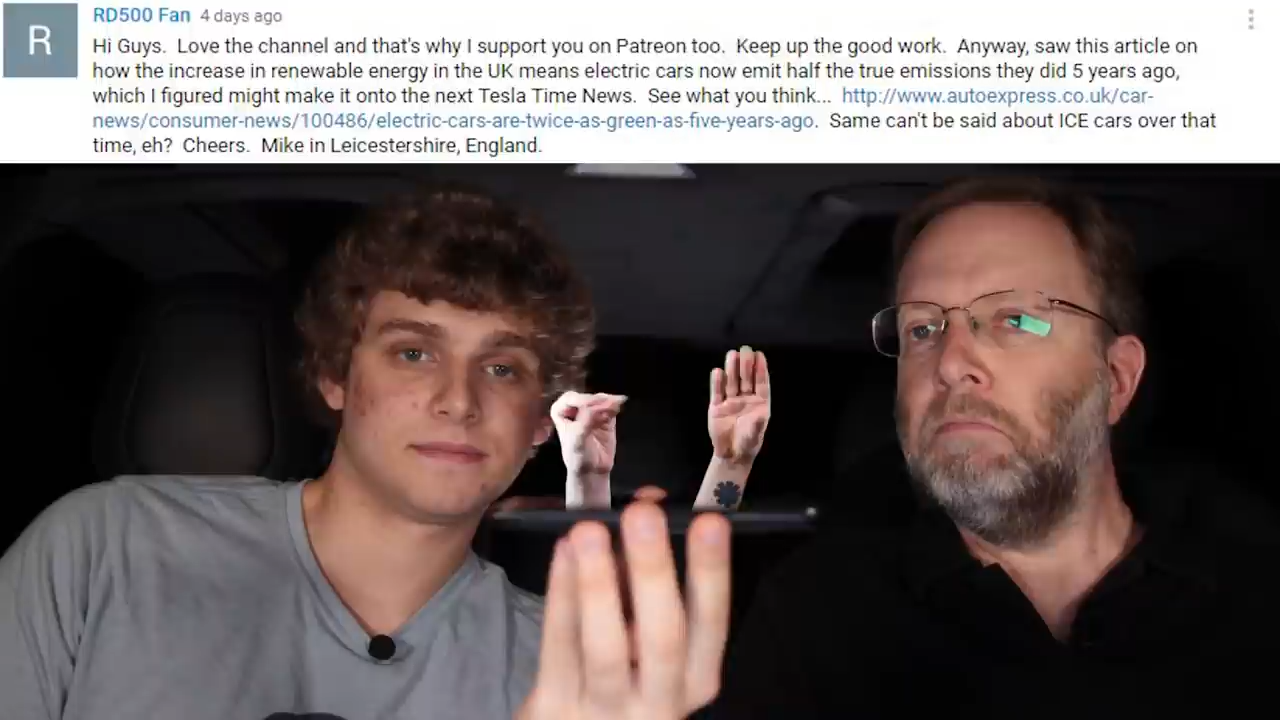 R
RD500 Fan 4 days ago
Hi Guys. Love the channel and that's why I support you on Patreon too. Keep up the good work. Anyway, saw this article on
how the increase in renewable energy in the UK means electric cars now emit half the true emissions they did 5 years ago,
which I figured might make it onto the next Tesla Time News. See what you think... http://www.autoexpress.co.uk/car-
news/consumer-news/100486/electric-cars-are-twice-as-green-as-five-years-ago. Same can't be said about ICE cars over that
time, eh? Cheers. Mike in Leicestershire, England.